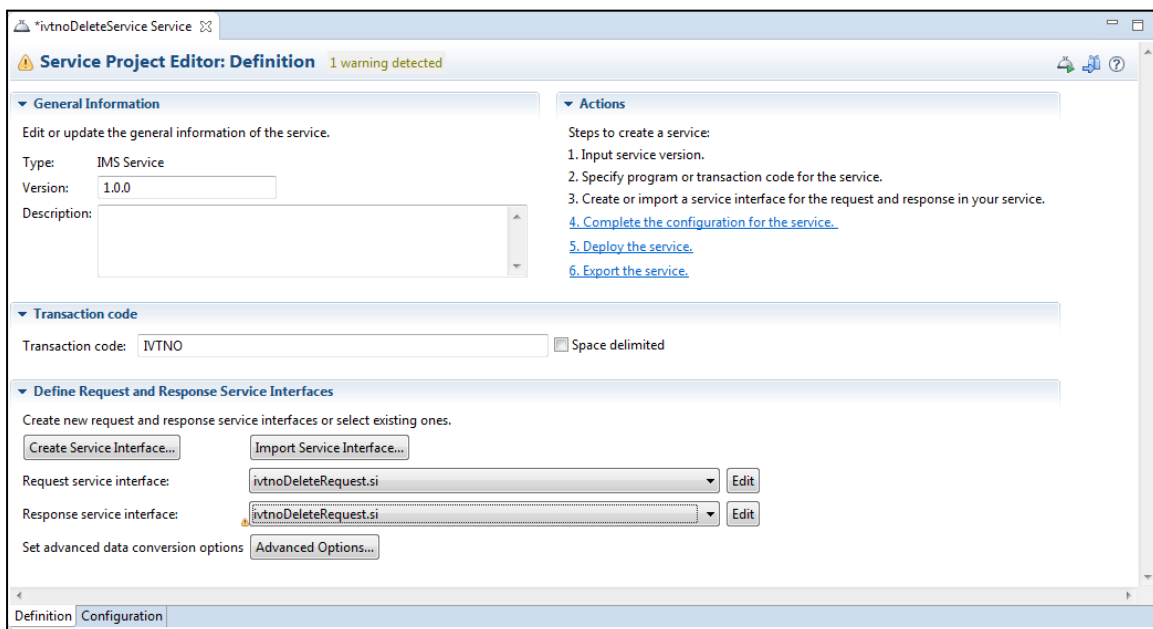 *ivtnoDeleteService Service
Service Project Editor: Definition 1 warning detected
General Information
Edit or update the general information of the service.
Type: IMS Service
Version: 1.0.0
Description:
Actions
Steps to create a service:
1. Input service version.
2. Specify program or transaction code for the service.
3. Create or import a service interface for the request and response in your service.
4. Complete the configuration for the service.
5. Deploy the service.
6. Export the service.
Transaction code
Transaction code: IVTNO Space delimited
Define Request and Response Service Interfaces
Create new request and response service interfaces or select existing ones.
Create Service Interface... Import Service Interface...
Request service interface: ivtnoDeleteRequest.si Edit
Response service interface: ivtnoDeleteRequest.si Edit
Set advanced data conversion options Advanced Options...
Definition Configuration